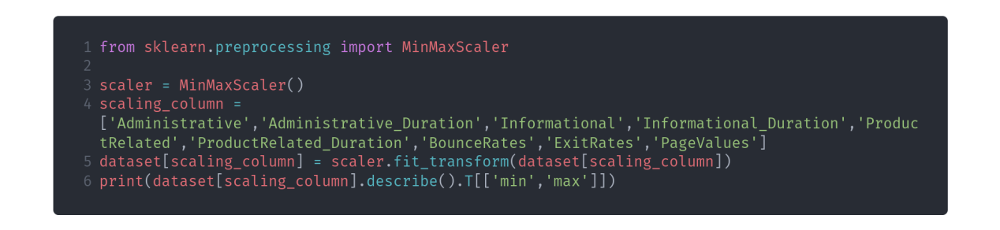 1 from sklearn.preprocessing import MinMaxScaler
2
3 scaler = MinMaxScaler()
4 scaling_column =
['Administrative','Administrative_Duration','Informational','Informational_Duration','Produc
tRelated','ProductRelated_Duration','BounceRates','ExitRates','PageValues']
5 dataset[scaling_column] = scaler.fit_transform(dataset[scaling_column])
6 print(dataset[scaling_column].describe().T[['min','max']])